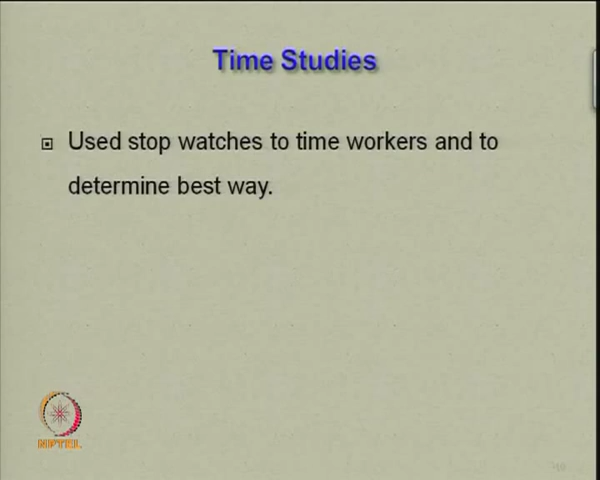 Time Studies
Used stop watches to time workers and to
determine best way.
NPTEL